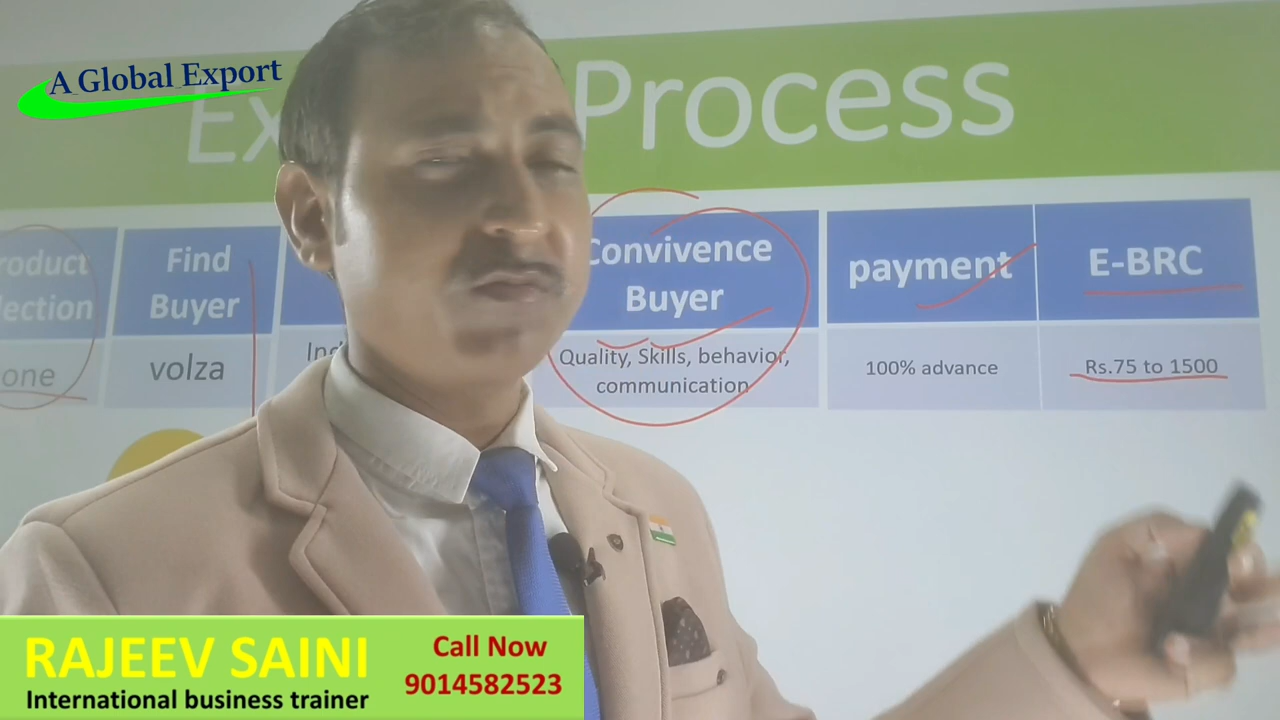 A Global Export
Process
Find
Buyer
Convivence
Buyer
payment
E-BRC
volza
Quality, Skills, behavior,
communication
100% advance
Rs.75 to 1500
RAJEEV SAINI
International business trainer
Call Now
9014582523